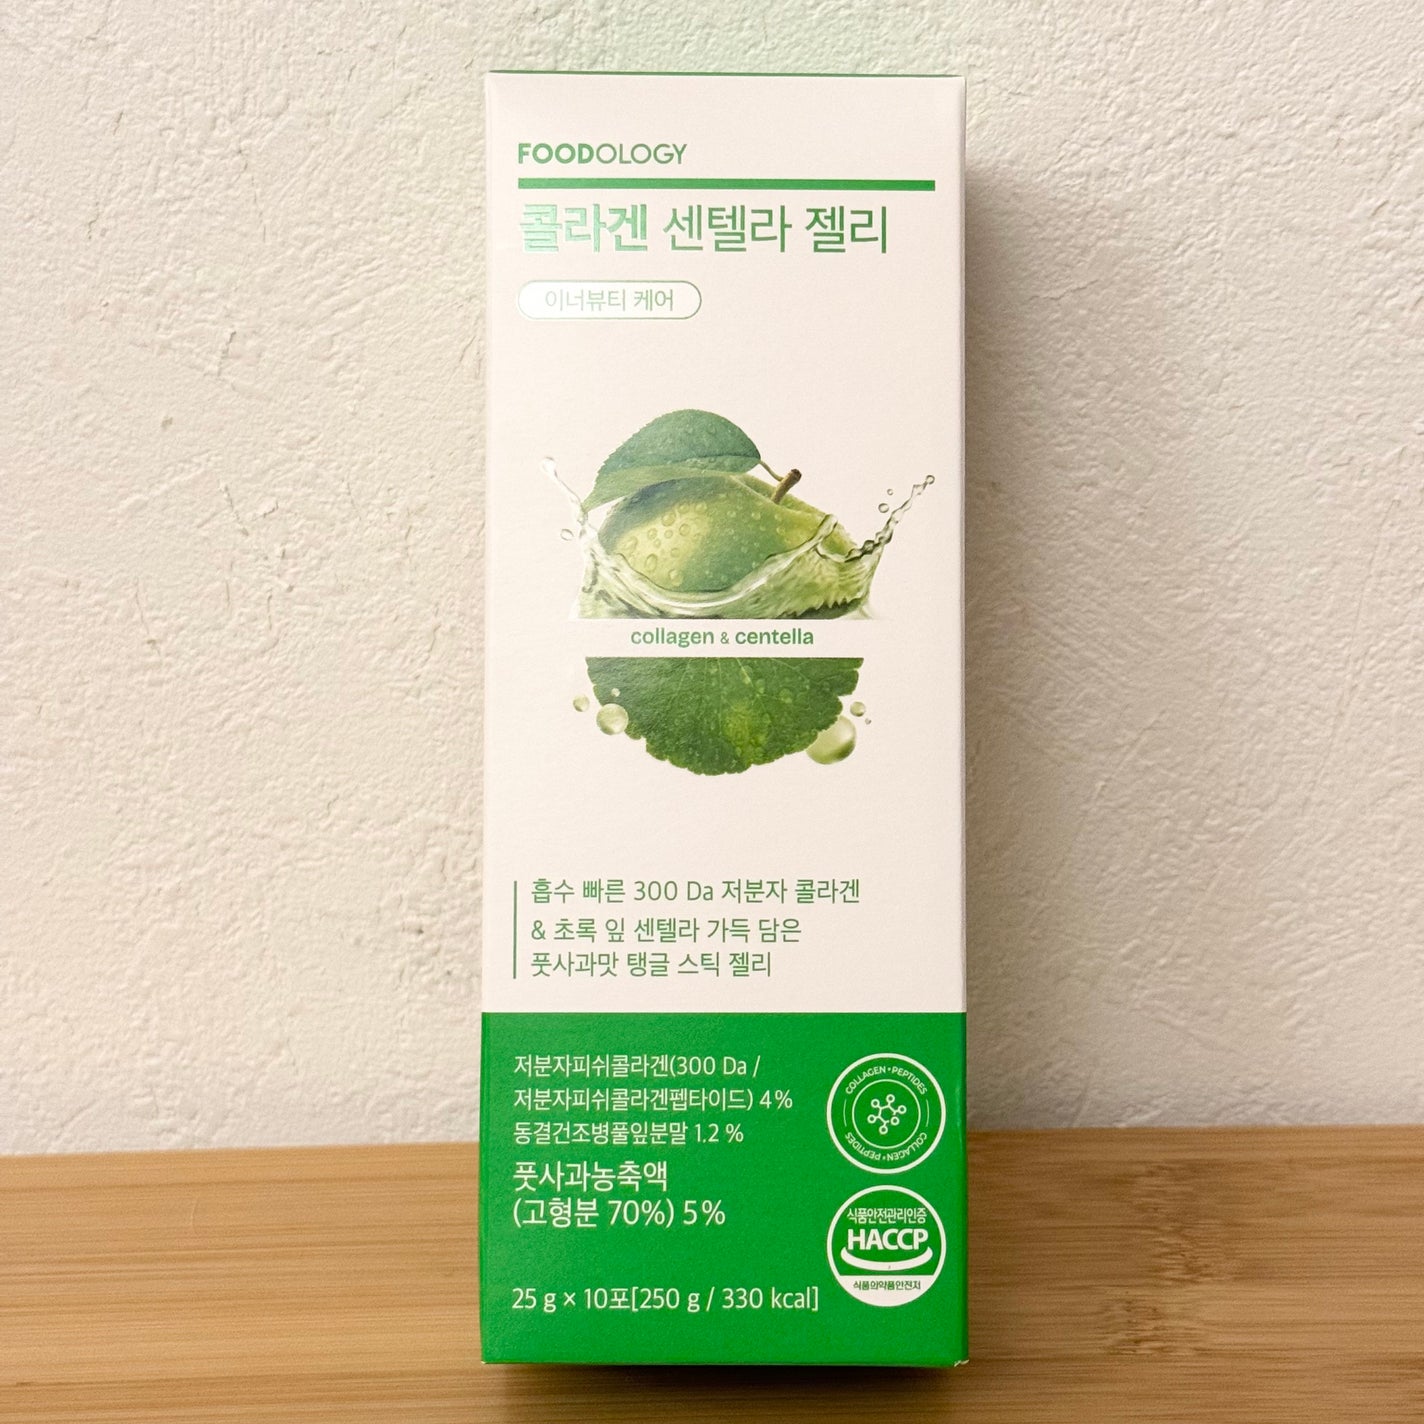 FOODOLOGY
콜라겐 센텔라 젤리
이너뷰티 케어
collagen & centella
흡수 빠른 300 Da 저분자 콜라겐
& 초록 잎 센텔라 가득 담은
풋사과맛 탱글 스틱 젤리
저분자피쉬콜라겐(300 Da /
저분자피쉬콜라겐펩타이드) 4%
동결건조병풀잎분말 1.2 %
풋사과농축액
(고형분 70%) 5%
25 g × 10포[250 g / 330 kcal]
COLLAGEN • PEPTIDES
COLLAGEN • PEPTIDES
식품안전관리인증
HACCP
식품의약품안전처